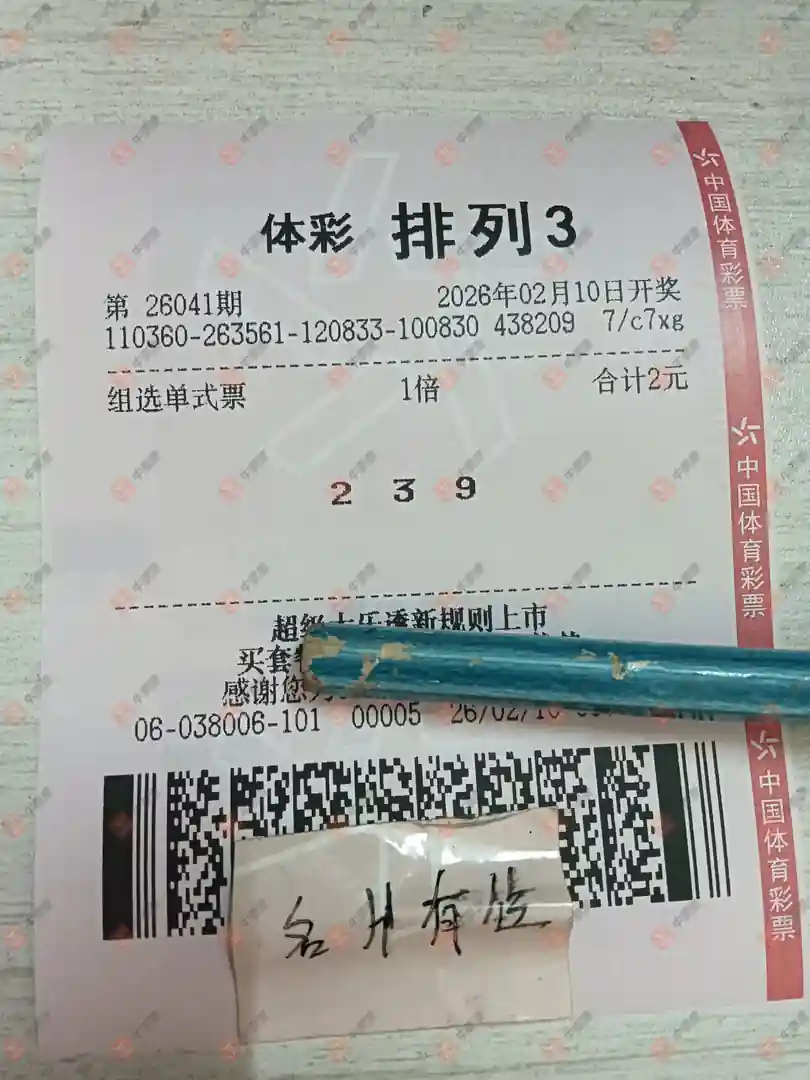 体彩 排列3
第 26041期 2026年02月10日开奖
110360-263561-120833-100830 438209 7/c7xg
组选单式票 1倍 合计2元
2 3 9
超级大乐透新规则上市
买套
感谢您为
06-038006-101 00005 26/02/10
名片有
中国体育彩票
中国体育彩票
中国体育彩票